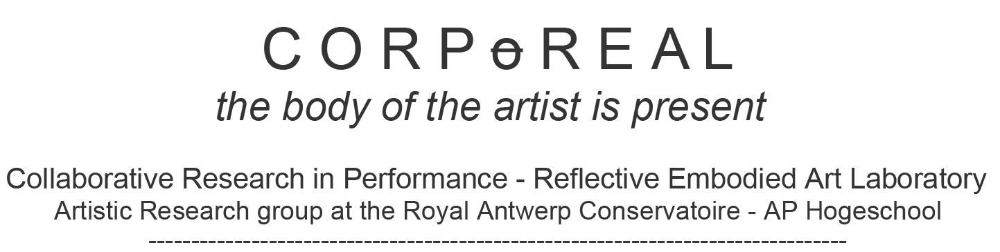 C O R P ɵ R E A L
the body of the artist is present
Collaborative Research in Performance - Reflective Embodied Art Laboratory
Artistic Research group at the Royal Antwerp Conservatoire - AP Hogeschool
---------------------------------------------------------------------------------